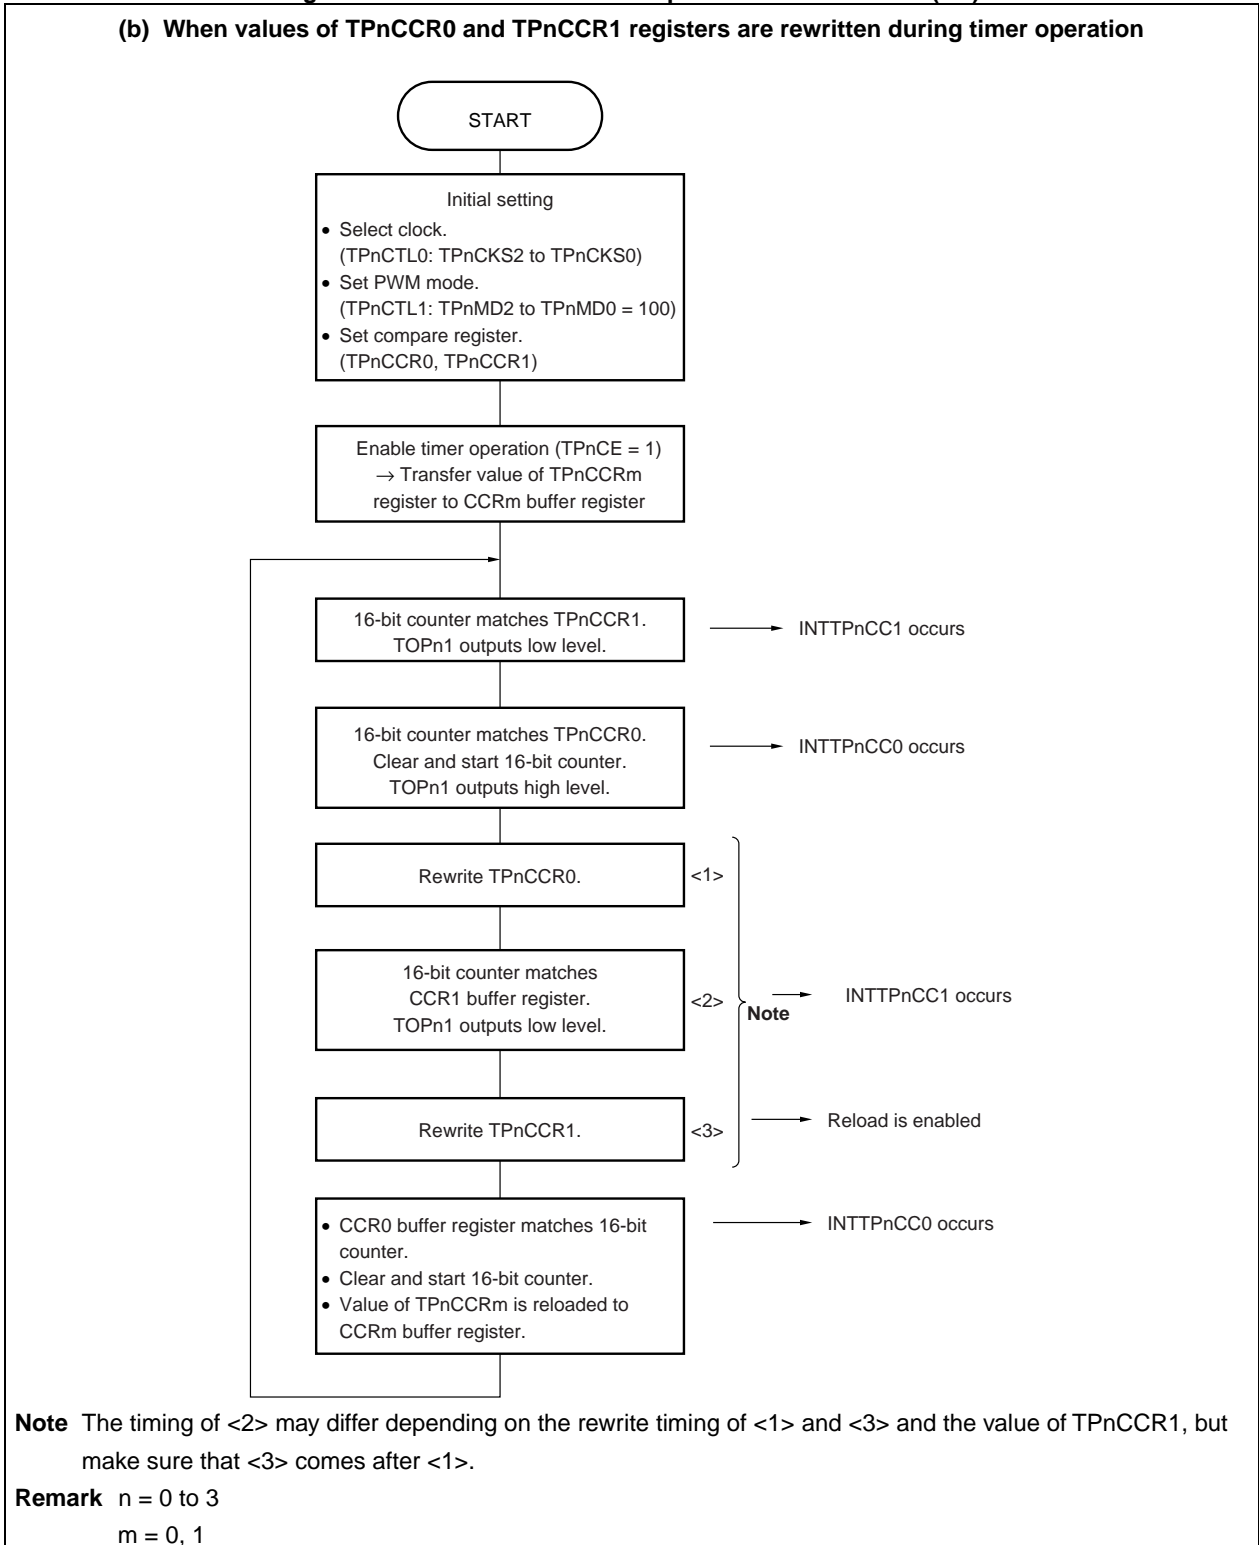 (b) When values of TPnCCR0 and TPnCCR1 registers are rewritten during timer operation
START
Initial setting
• Select clock.
(TPnCTL0: TPnCKS2 to TPnCKS0)
• Set PWM mode.
(TPnCTL1: TPnMD2 to TPnMD0 = 100)
• Set compare register.
(TPnCCR0, TPnCCR1)
Enable timer operation (TPnCE = 1)
→ Transfer value of TPnCCRm
register to CCRm buffer register
16-bit counter matches TPnCCR1.
TOPn1 outputs low level.
INTTPnCC1 occurs
16-bit counter matches TPnCCR0.
Clear and start 16-bit counter.
TOPn1 outputs high level.
INTTPnCC0 occurs
Rewrite TPnCCR0.
<1>
16-bit counter matches
CCR1 buffer register.
TOPn1 outputs low level.
<2>
Note
INTTPnCC1 occurs
Rewrite TPnCCR1.
<3>
Reload is enabled
• CCR0 buffer register matches 16-bit
counter.
• Clear and start 16-bit counter.
• Value of TPnCCRm is reloaded to
CCRm buffer register.
INTTPnCC0 occurs
Note The timing of <2> may differ depending on the rewrite timing of <1> and <3> and the value of TPnCCR1, but
make sure that <3> comes after <1>.
Remark n = 0 to 3
m = 0, 1